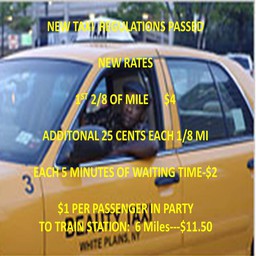 NEW TAXI REGULATIONS PASSED
NEW RATES
1ST 2/8 OF MILE $4
ADDITONAL 25 CENTS EACH 1/8 MI
EACH 5 MINUTES OF WAITING TIME-$2
$1 PER PASSENGER IN PARTY
TO TRAIN STATION: 6 Miles---$11.50
3
TAXI
WHITE PLAINS, NY